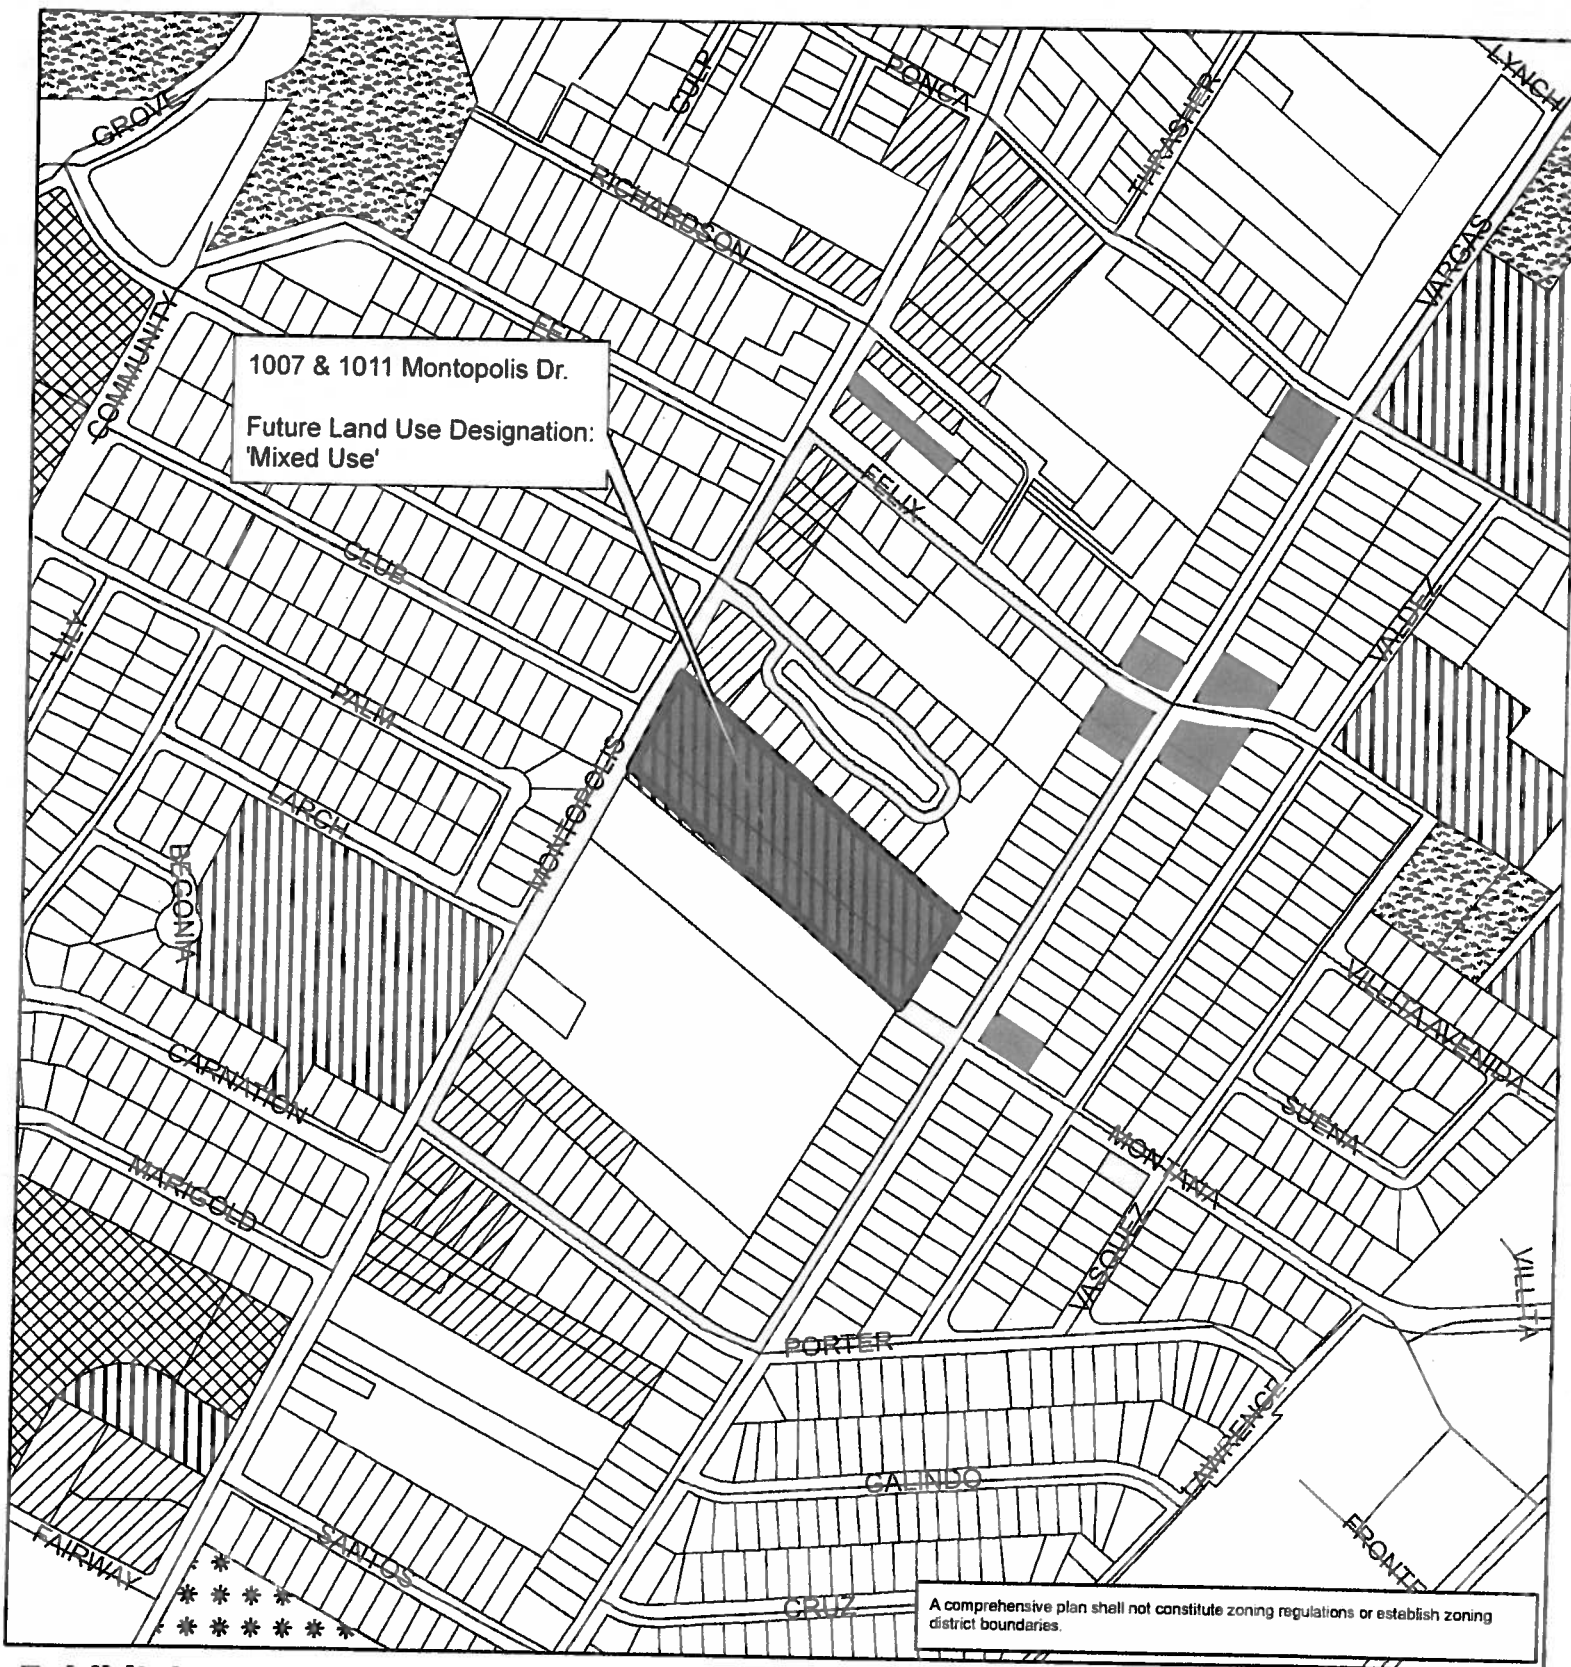 LYNCH
CULP
PONCA
THRASHER
GROVE
RICHARDSON
VARGAS
COMMUNITY
1007 & 1011 Montopolis Dr.
Future Land Use Designation:
'Mixed Use'
FELIX
CLUB
LILY
VALDEZ
PALM
MONTOPOLIS
LARCH
BEGONIA
VILLITA AVENIDA
CARNATION
SUENA
MONTANA
MARIGOLD
VASQUEZ
VILLITA
PORTER
LAWRENCE
GALINDO
FAIRWAY
SANTOS
CRUZ
A comprehensive plan shall not constitute zoning regulations or establish zoning
district boundaries.